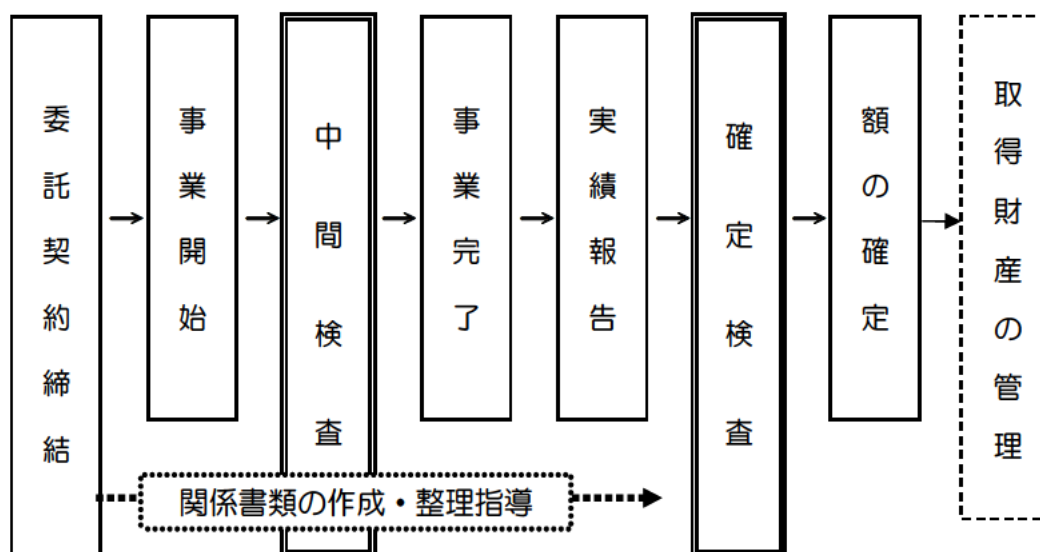 委託契約締結
事業開始
中間検査
事業完了
実績報告
確定検査
額の確定
取得財産の管理
関係書類の作成・整理指導